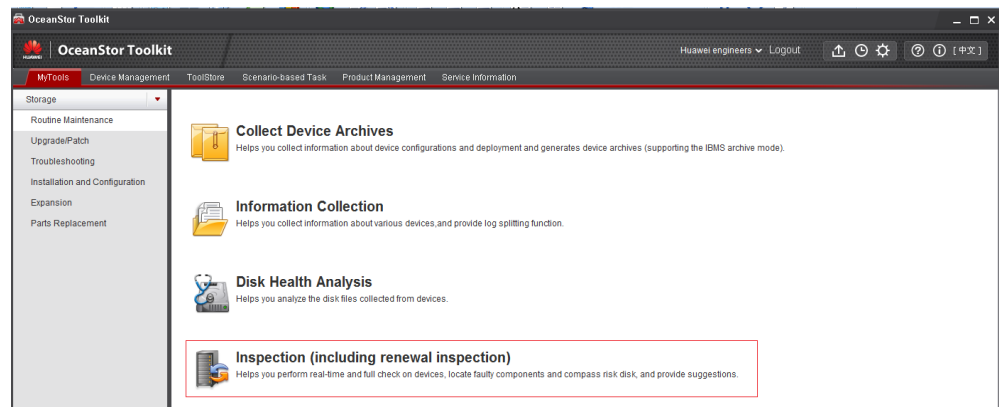 OceanStor Toolkit
HUAWEI OceanStor Toolkit Huawei engineers Logout [中文]
MyTools Device Management ToolStore Scenario-based Task Product Management Service Information
Storage
Routine Maintenance
Upgrade/Patch
Troubleshooting
Installation and Configuration
Expansion
Parts Replacement
Collect Device Archives
Helps you collect information about device configurations and deployment and generates device archives (supporting the IBMS archive mode).
Information Collection
Helps you collect information about various devices,and provide log splitting function.
Disk Health Analysis
Helps you analyze the disk files collected from devices.
Inspection (including renewal inspection)
Helps you perform real-time and full check on devices, locate faulty components and compass risk disk, and provide suggestions.